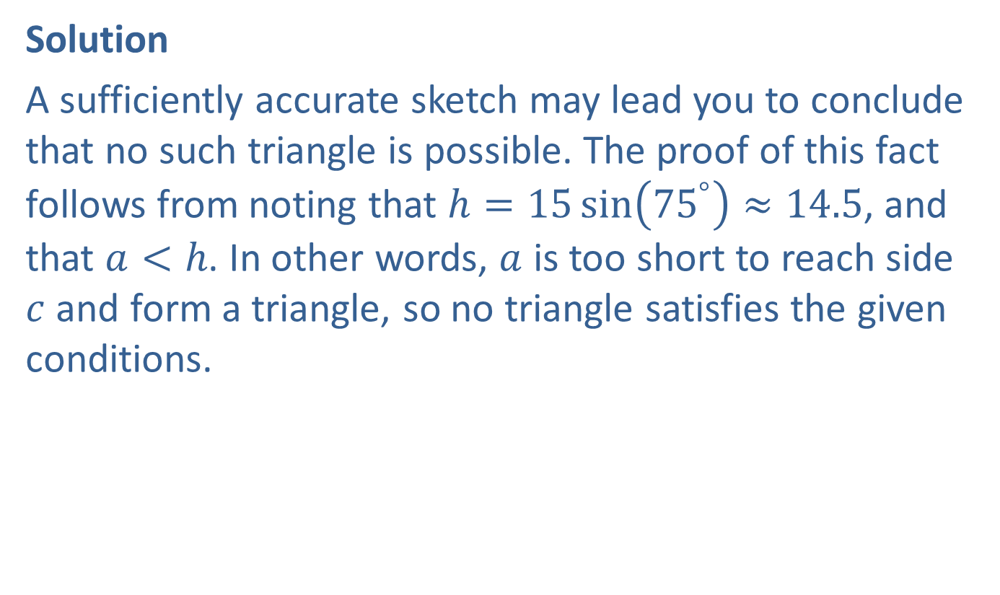 Solution
A sufficiently accurate sketch may lead you to conclude
that no such triangle is possible. The proof of this fact
follows from noting that h = 15 sin(75°) ≈ 14.5, and
that a < h. In other words, a is too short to reach side
c and form a triangle, so no triangle satisfies the given
conditions.